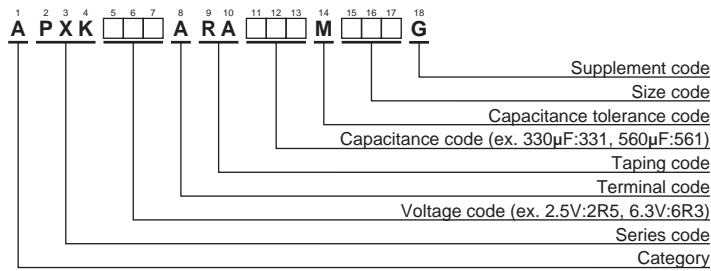 1 2 3 4 5 6 7 8 9 10 11 12 13 14 15 16 17 18
A P X K A R A M G
Supplement code
Size code
Capacitance tolerance code
Capacitance code (ex. 330µF:331, 560µF:561)
Taping code
Terminal code
Voltage code (ex. 2.5V:2R5, 6.3V:6R3)
Series code
Category